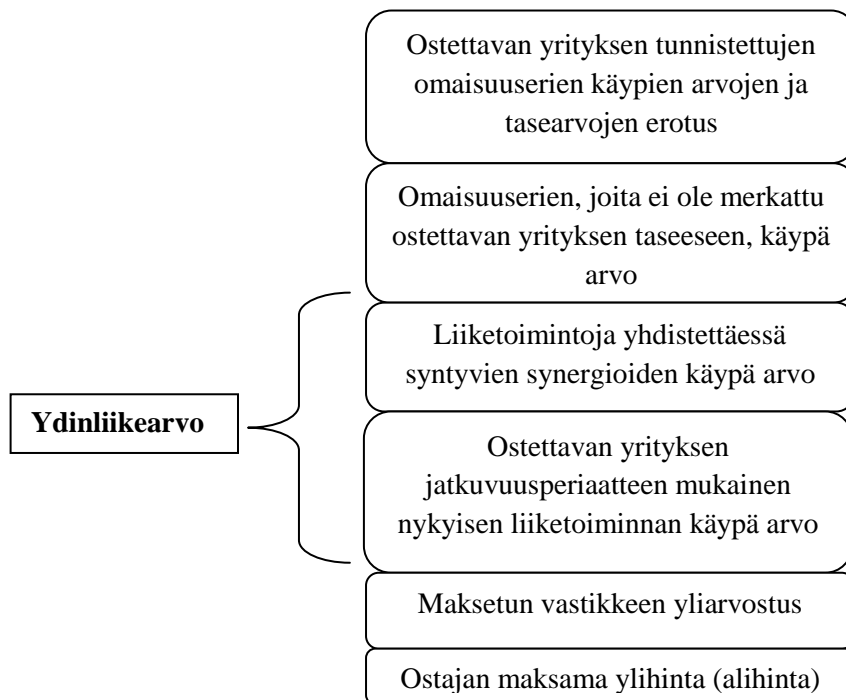 Ostettavan yrityksen tunnistettujen
omaisuuserien käypien arvojen ja
tasearvojen erotus
Omaisuuserien, joita ei ole merkattu
ostettavan yrityksen taseeseen, käypä
arvo
Liiketoimintoja yhdistettäessä
syntyvien synergioiden käypä arvo
Ydinliikearvo
Ostettavan yrityksen
jatkuvuusperiaatteen mukainen
nykyisen liiketoiminnan käypä arvo
Maksetun vastikkeen yliarvostus
Ostajan maksama ylihinta (alihinta)